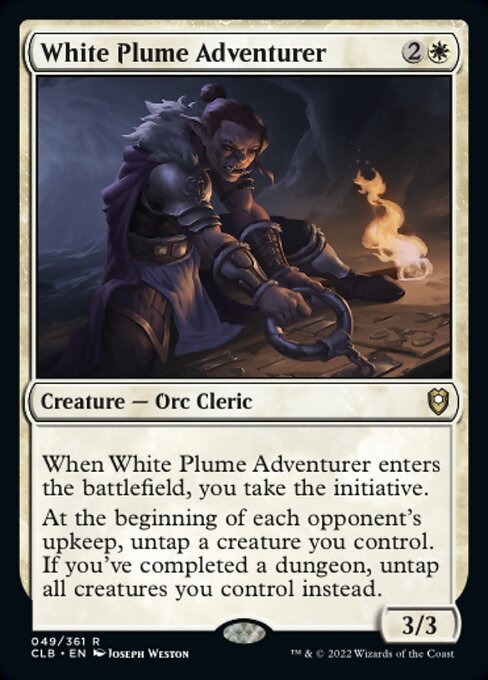 White Plume Adventurer 2
Creature — Orc Cleric
When White Plume Adventurer enters
the battlefield, you take the initiative.
At the beginning of each opponent's
upkeep, untap a creature you control.
If you've completed a dungeon, untap
all creatures you control instead.
3/3
049/361 R
CLB • EN Joseph Weston
™ & © 2022 Wizards of the Coast